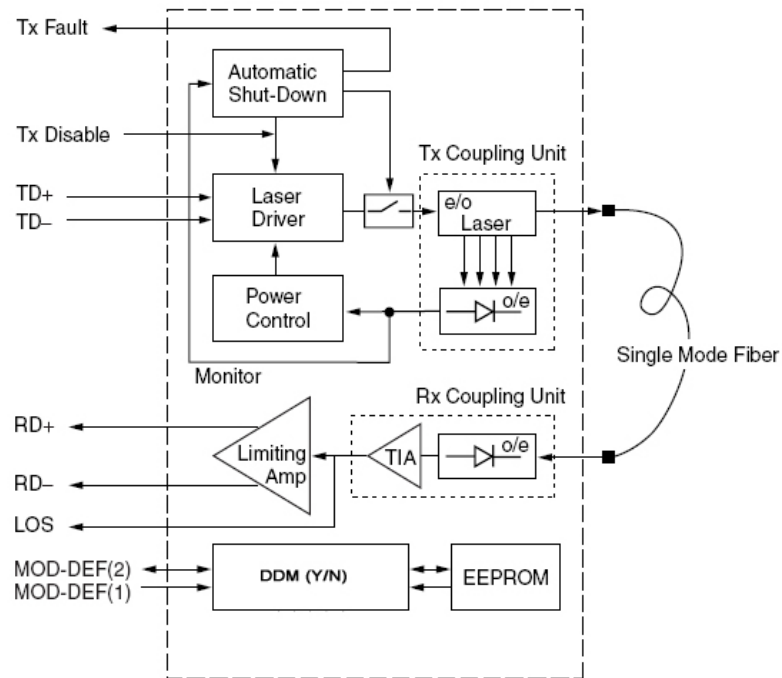 Tx Fault
Automatic
Shut-Down
Tx Disable
Tx Coupling Unit
TD+
TD–
Laser
Driver
e/o
Laser
Power
Control
o/e
Monitor
Single Mode Fiber
Rx Coupling Unit
RD+
RD–
Limiting
Amp
TIA
o/e
LOS
MOD-DEF(2)
MOD-DEF(1)
DDM (Y/N)
EEPROM